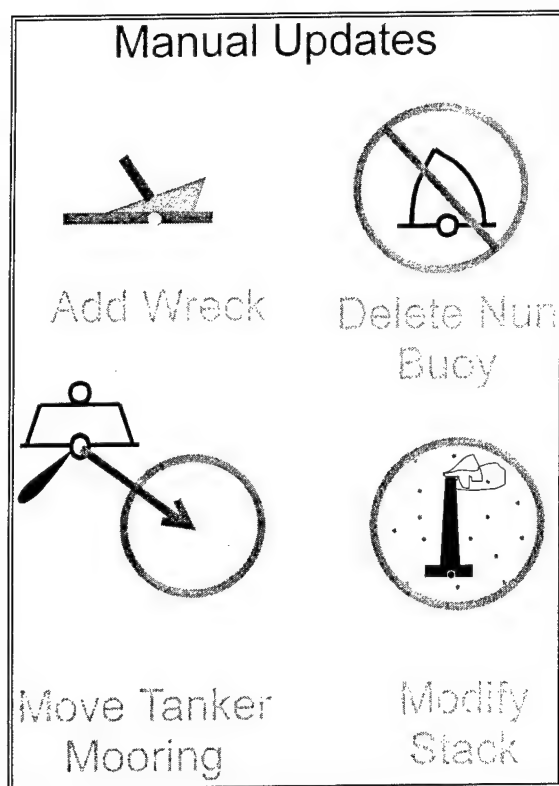 Manual Updates
Add Wreck
Delete Nun
Buoy
Move Tanker
Mooring
Modify
Stack